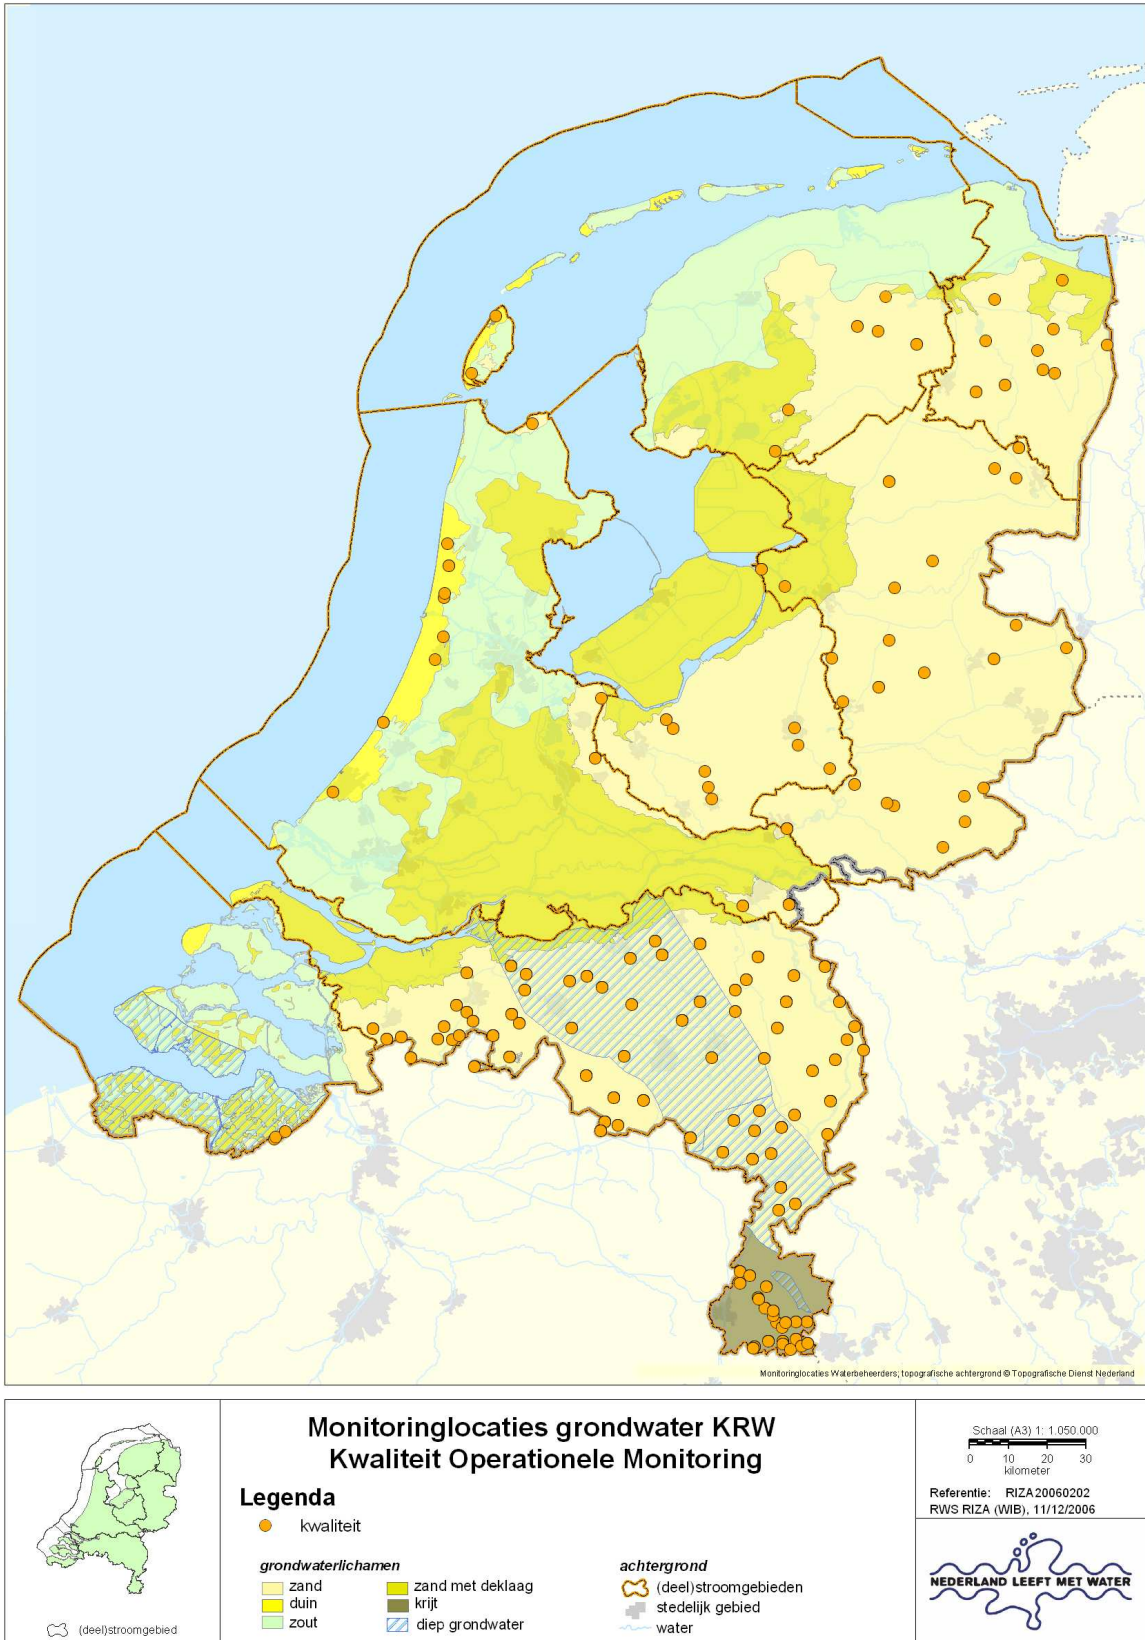 Monitoringlocaties Waterbeheerders; topografische achtergrond © Topografische Dienst Nederland
Monitoringlocaties grondwater KRW
Kwaliteit Operationele Monitoring
Legenda
kwaliteit
grondwaterlichamen
zand
duin
zout
zand met deklaag
krijt
diep grondwater
achtergrond
(deel)stroomgebieden
stedelijk gebied
water
(deel)stroomgebied
Schaal (A3) 1: 1.050.000
0 10 20 30
kilometer
Referentie: RIZA20060202
RWS RIZA (WIB), 11/12/2006
NEDERLAND LEEFT MET WATER